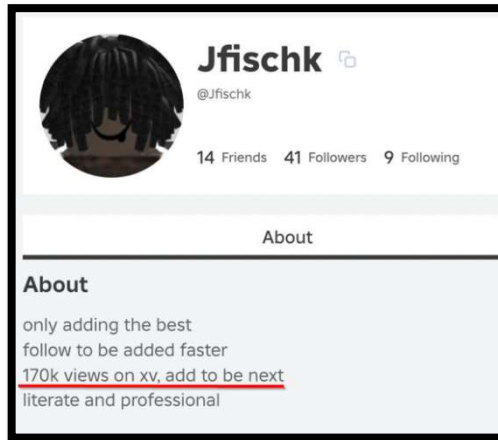 Jfischk
@Jfischk
14 Friends 41 Followers 9 Following
About
About
only adding the best
follow to be added faster
170k views on xv, add to be next
literate and professional